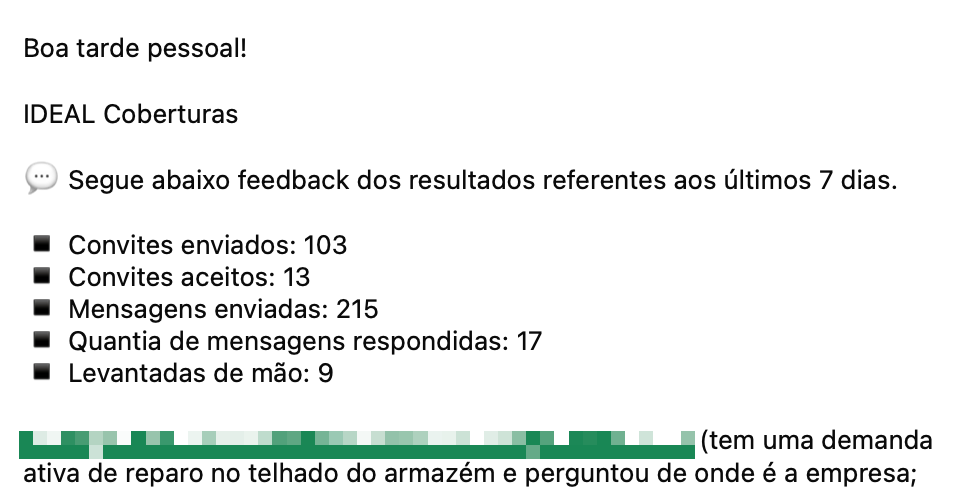 Boa tarde pessoal!
IDEAL Coberturas
💬 Segue abaixo feedback dos resultados referentes aos últimos 7 dias.
▪️ Convites enviados: 103
▪️ Convites aceitos: 13
▪️ Mensagens enviadas: 215
▪️ Quantia de mensagens respondidas: 17
▪️ Levantadas de mão: 9
(tem uma demanda
ativa de reparo no telhado do armazém e perguntou de onde é a empresa;